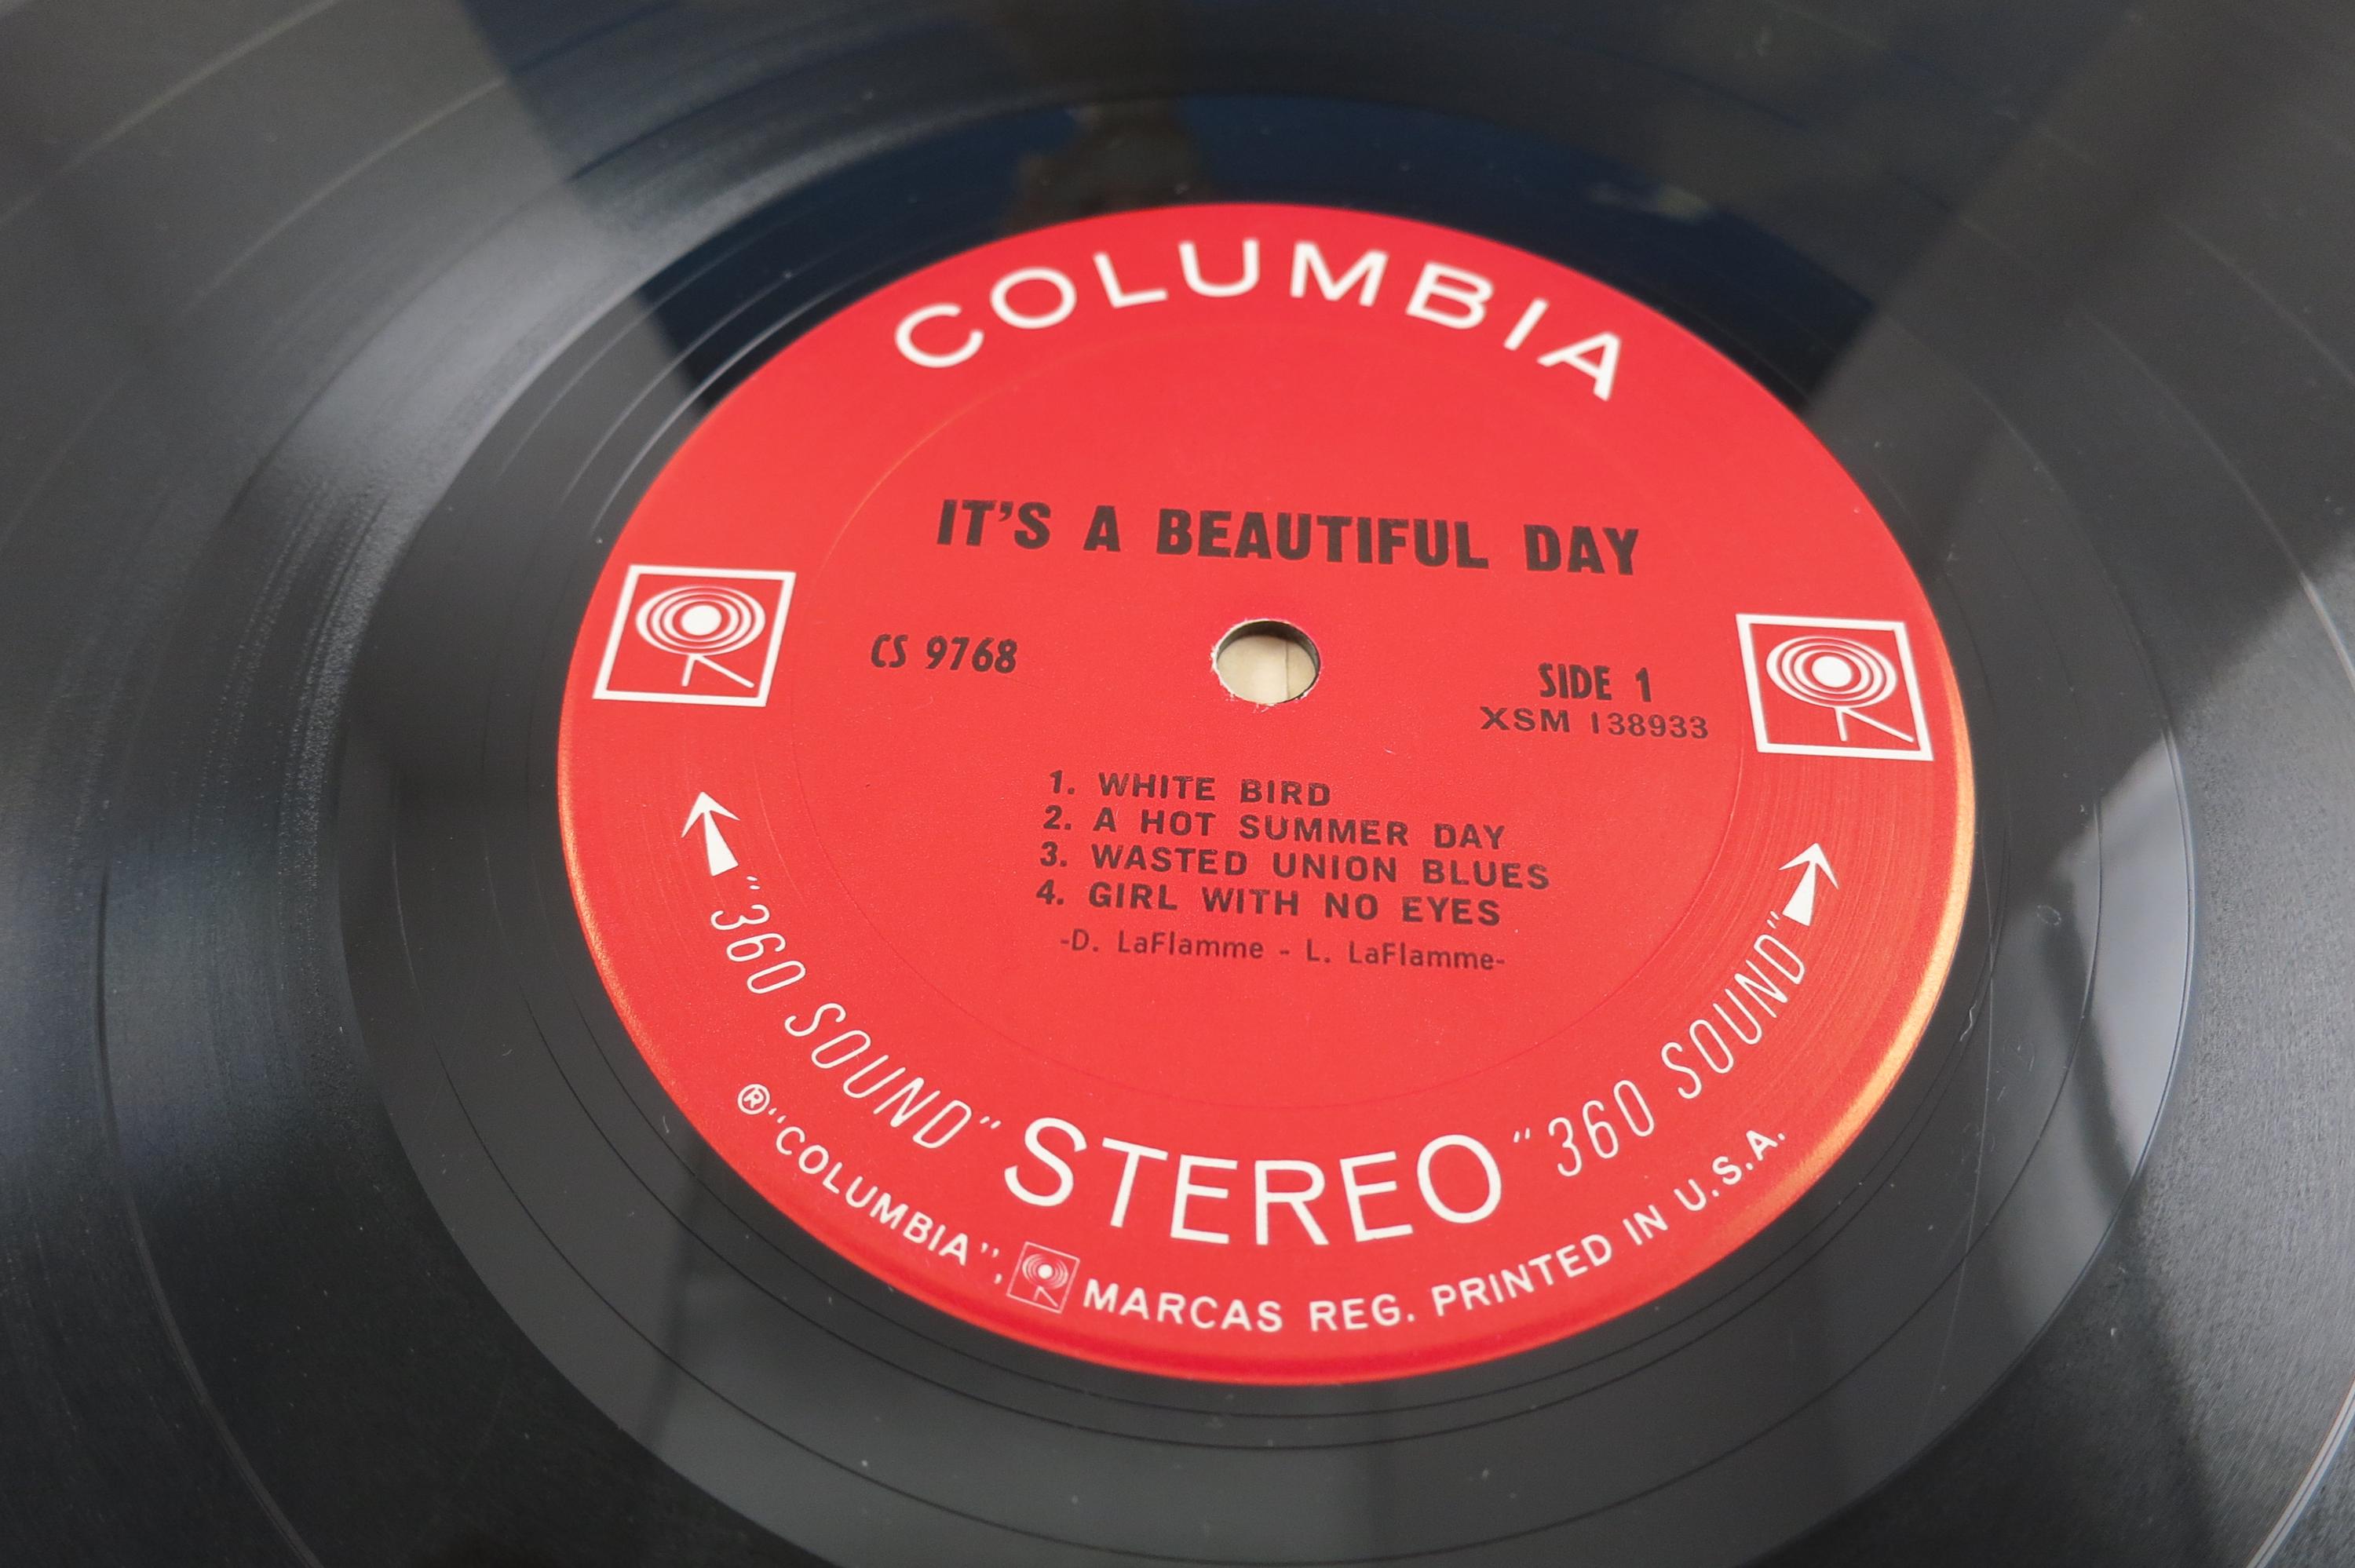 COLUMBIA
IT'S A BEAUTIFUL DAY
CS 9768
SIDE 1
XSM 138933
1. WHITE BIRD
2. A HOT SUMMER DAY
3. WASTED UNION BLUES
4. GIRL WITH NO EYES
-D. LaFlamme - L. LaFlamme-
"360 SOUND" STEREO "360 SOUND"
® "COLUMBIA", MARCAS REG. PRINTED IN U.S.A.